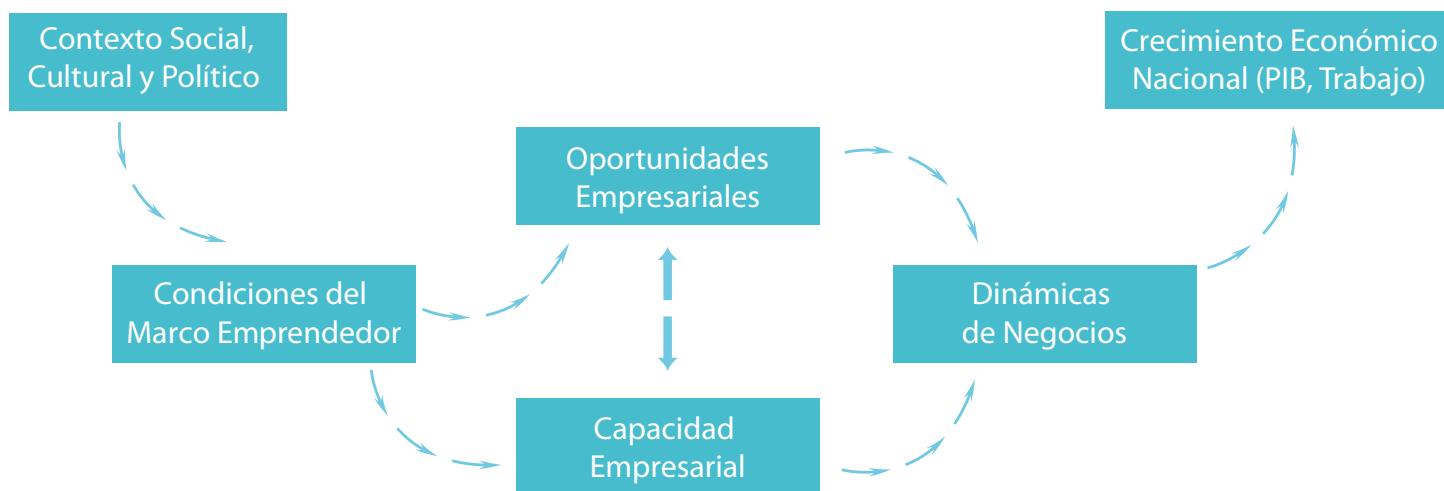 Contexto Social,
Cultural y Político
Crecimiento Económico
Nacional (PIB, Trabajo)
Oportunidades
Empresariales
Condiciones del
Marco Emprendedor
Dinámicas
de Negocios
Capacidad
Empresarial